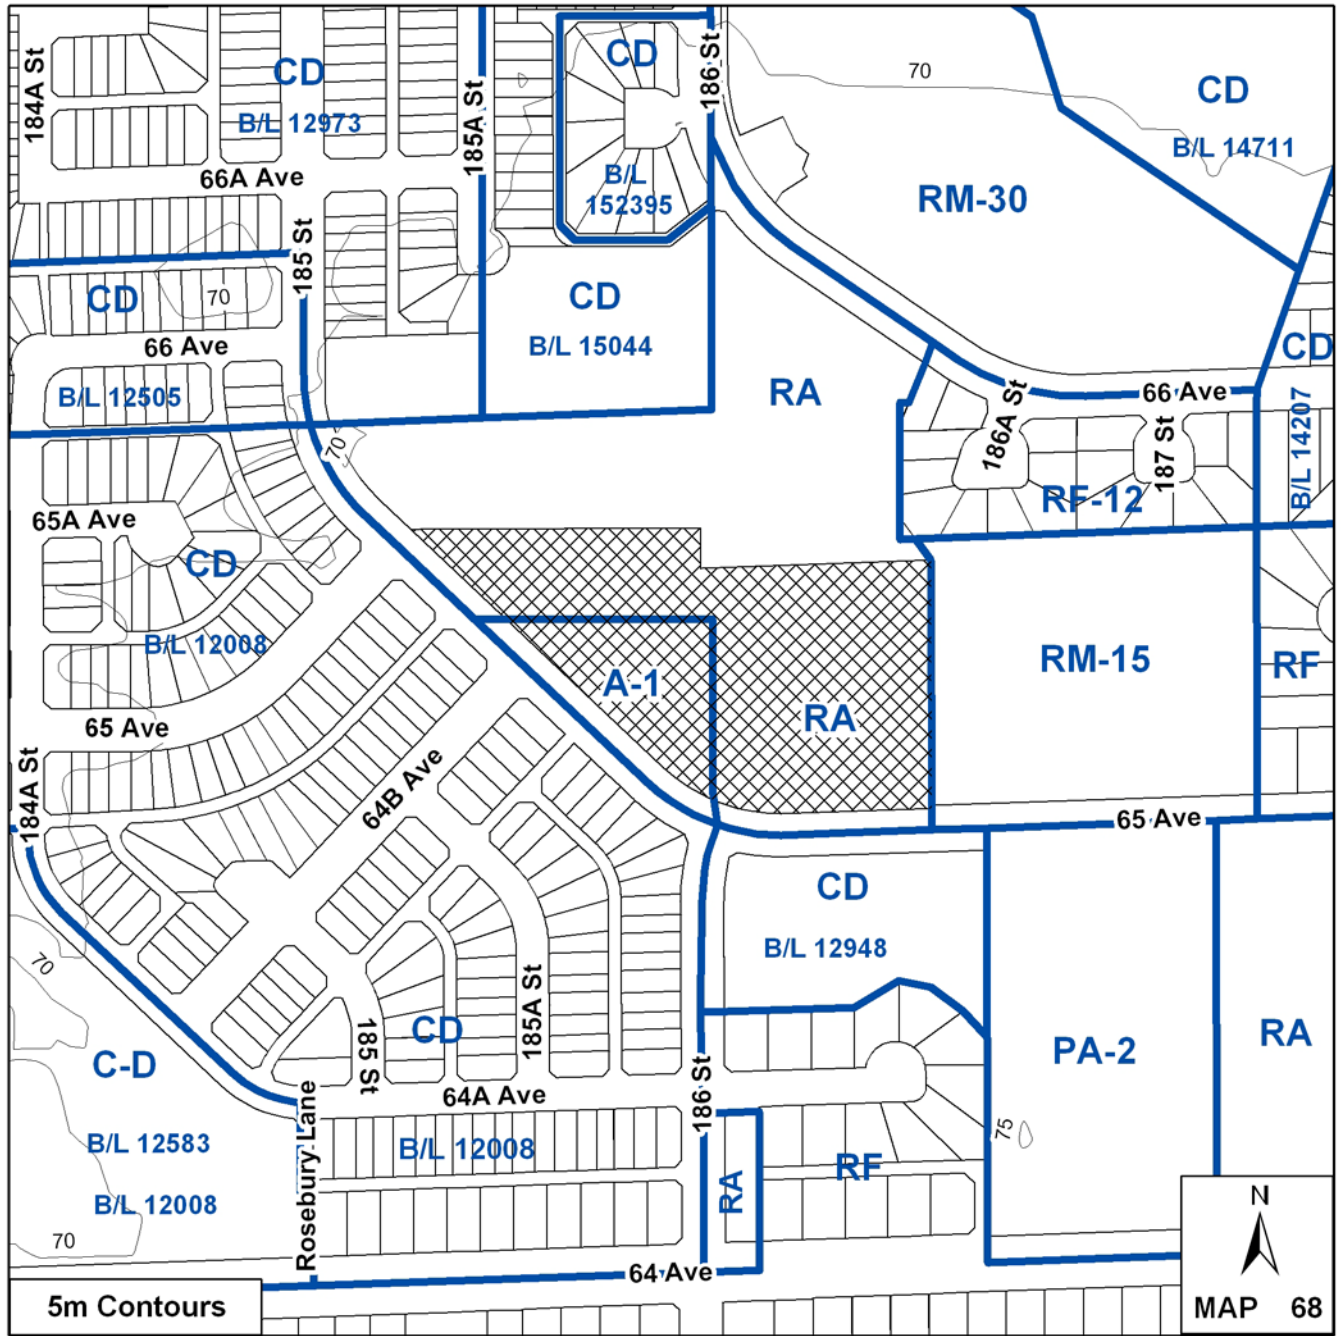 184A St
CD
B/L 12973
66A Ave
185 St
185A St
CD
B/L
152395
186 St
70
CD
B/L 14711
RM-30
CD
70
66 Ave
B/L 12505
CD
B/L 15044
RA
CD
66 Ave
B/L 14207
186A St
187 St
RF-12
70
65A Ave
CD
B/L 12008
65 Ave
184A St
A-1
RA
RM-15
RF
65 Ave
64B Ave
CD
B/L 12948
70
C-D
B/L 12583
B/L 12008
70
185 St
CD
185A St
64A Ave
B/L 12008
Rosebury Lane
186 St
RA
RF
PA-2
75
RA
64 Ave
5m Contours
N
MAP 68